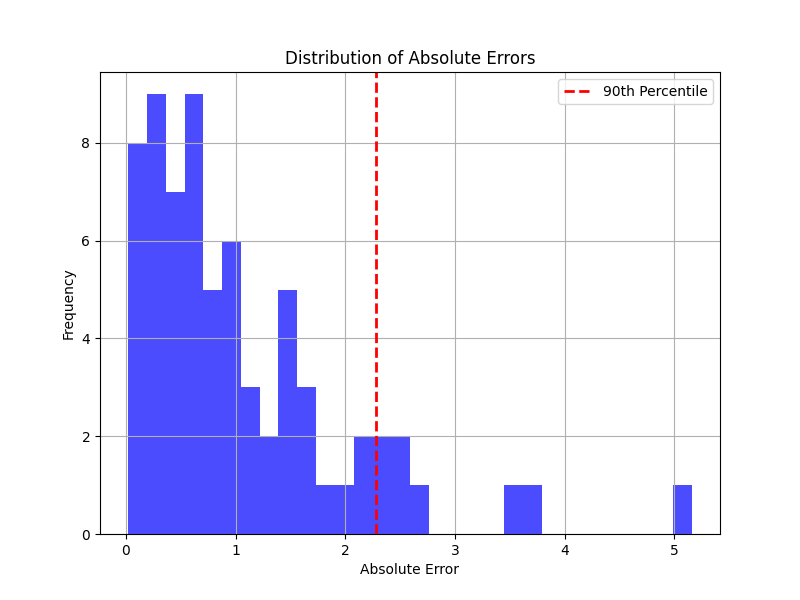 Distribution of Absolute Errors
90th Percentile
Frequency
8
6
4
2
0
0 1 2 3 4 5
Absolute Error